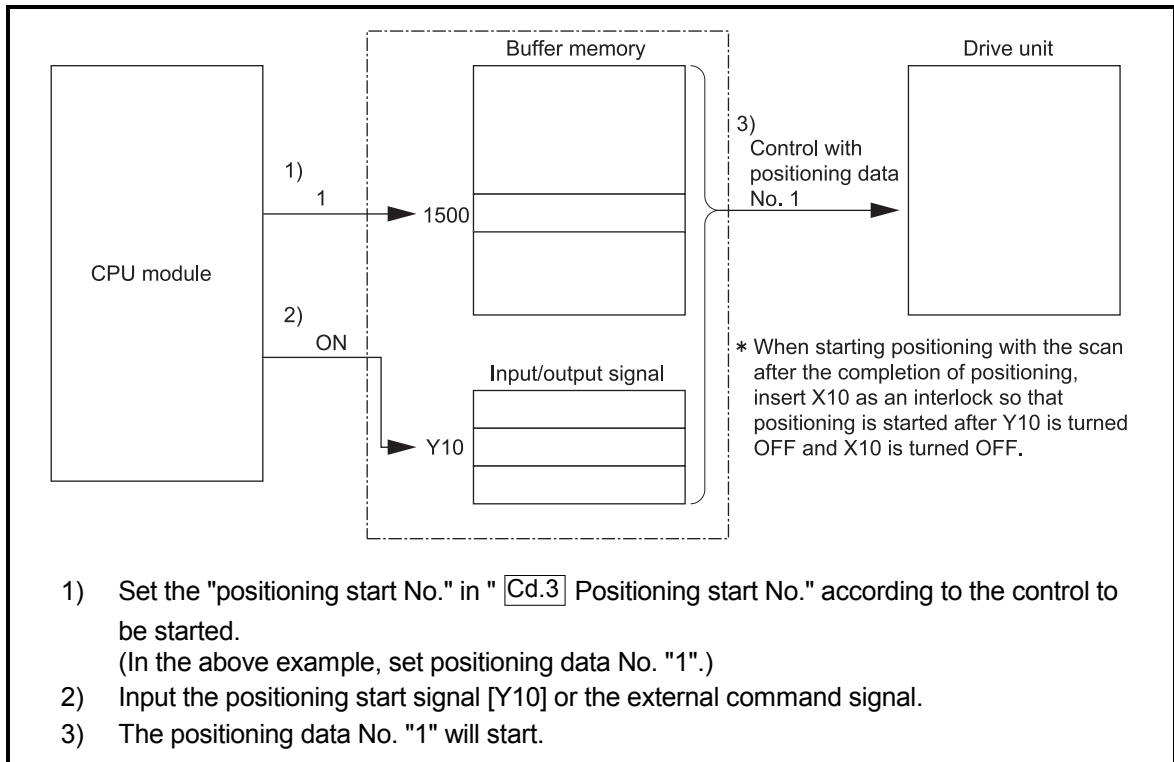 Buffer memory
Drive unit
CPU module
1)
1
1500
2)
ON
Input/output signal
Y10
3)
Control with
positioning data
No. 1
* When starting positioning with the scan
after the completion of positioning,
insert X10 as an interlock so that
positioning is started after Y10 is turned
OFF and X10 is turned OFF.
1) Set the "positioning start No." in " Cd.3 Positioning start No." according to the control to
be started.
(In the above example, set positioning data No. "1".)
2) Input the positioning start signal [Y10] or the external command signal.
3) The positioning data No. "1" will start.